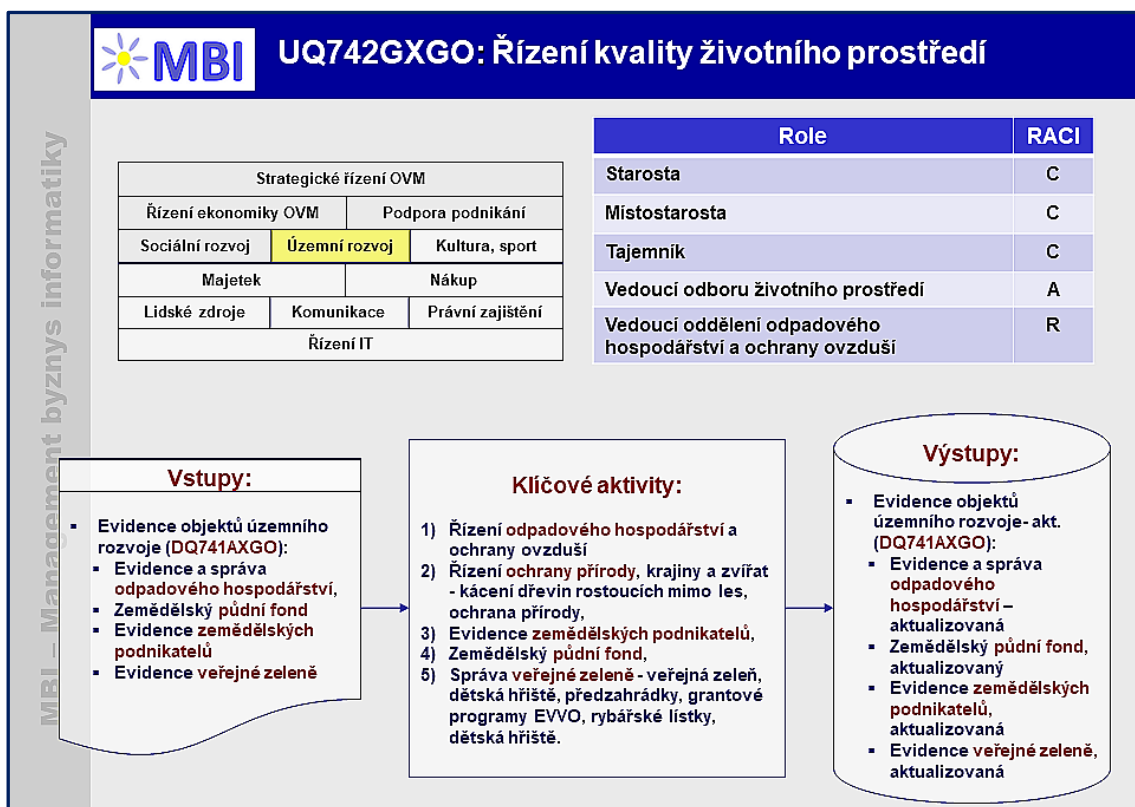 MBI
UQ742GXGO: Řízení kvality životního prostředí
MBI – Management byznys informatiky
Strategické řízení OVM
Řízení ekonomiky OVM
Podpora podnikání
Sociální rozvoj
Územní rozvoj
Kultura, sport
Majetek
Nákup
Lidské zdroje
Komunikace
Právní zajištění
Řízení IT
Role RACI
Starosta C
Místostarosta C
Tajemník C
Vedoucí odboru životního prostředí A
Vedoucí oddělení odpadového
hospodářství a ochrany ovzduší R
Vstupy:
▪ Evidence objektů územního
rozvoje (DQ741AXGO):
▪ Evidence a správa
odpadového hospodářství,
▪ Zemědělský půdní fond
▪ Evidence zemědělských
podnikatelů
▪ Evidence veřejné zeleně
Klíčové aktivity:
1) Řízení odpadového hospodářství a
ochrany ovzduší
2) Řízení ochrany přírody, krajiny a zvířat
- kácení dřevin rostoucích mimo les,
ochrana přírody,
3) Evidence zemědělských podnikatelů,
4) Zemědělský půdní fond,
5) Správa veřejné zeleně - veřejná zeleň,
dětská hřiště, předzahrádky, grantové
programy EVVO, rybářské lístky,
dětská hřiště.
Výstupy:
▪ Evidence objektů
územního rozvoje- akt.
(DQ741AXGO):
▪ Evidence a správa
odpadového
hospodářství –
aktualizovaná
▪ Zemědělský půdní fond,
aktualizovaný
▪ Evidence zemědělských
podnikatelů,
aktualizovaná
▪ Evidence veřejné zeleně,
aktualizovaná